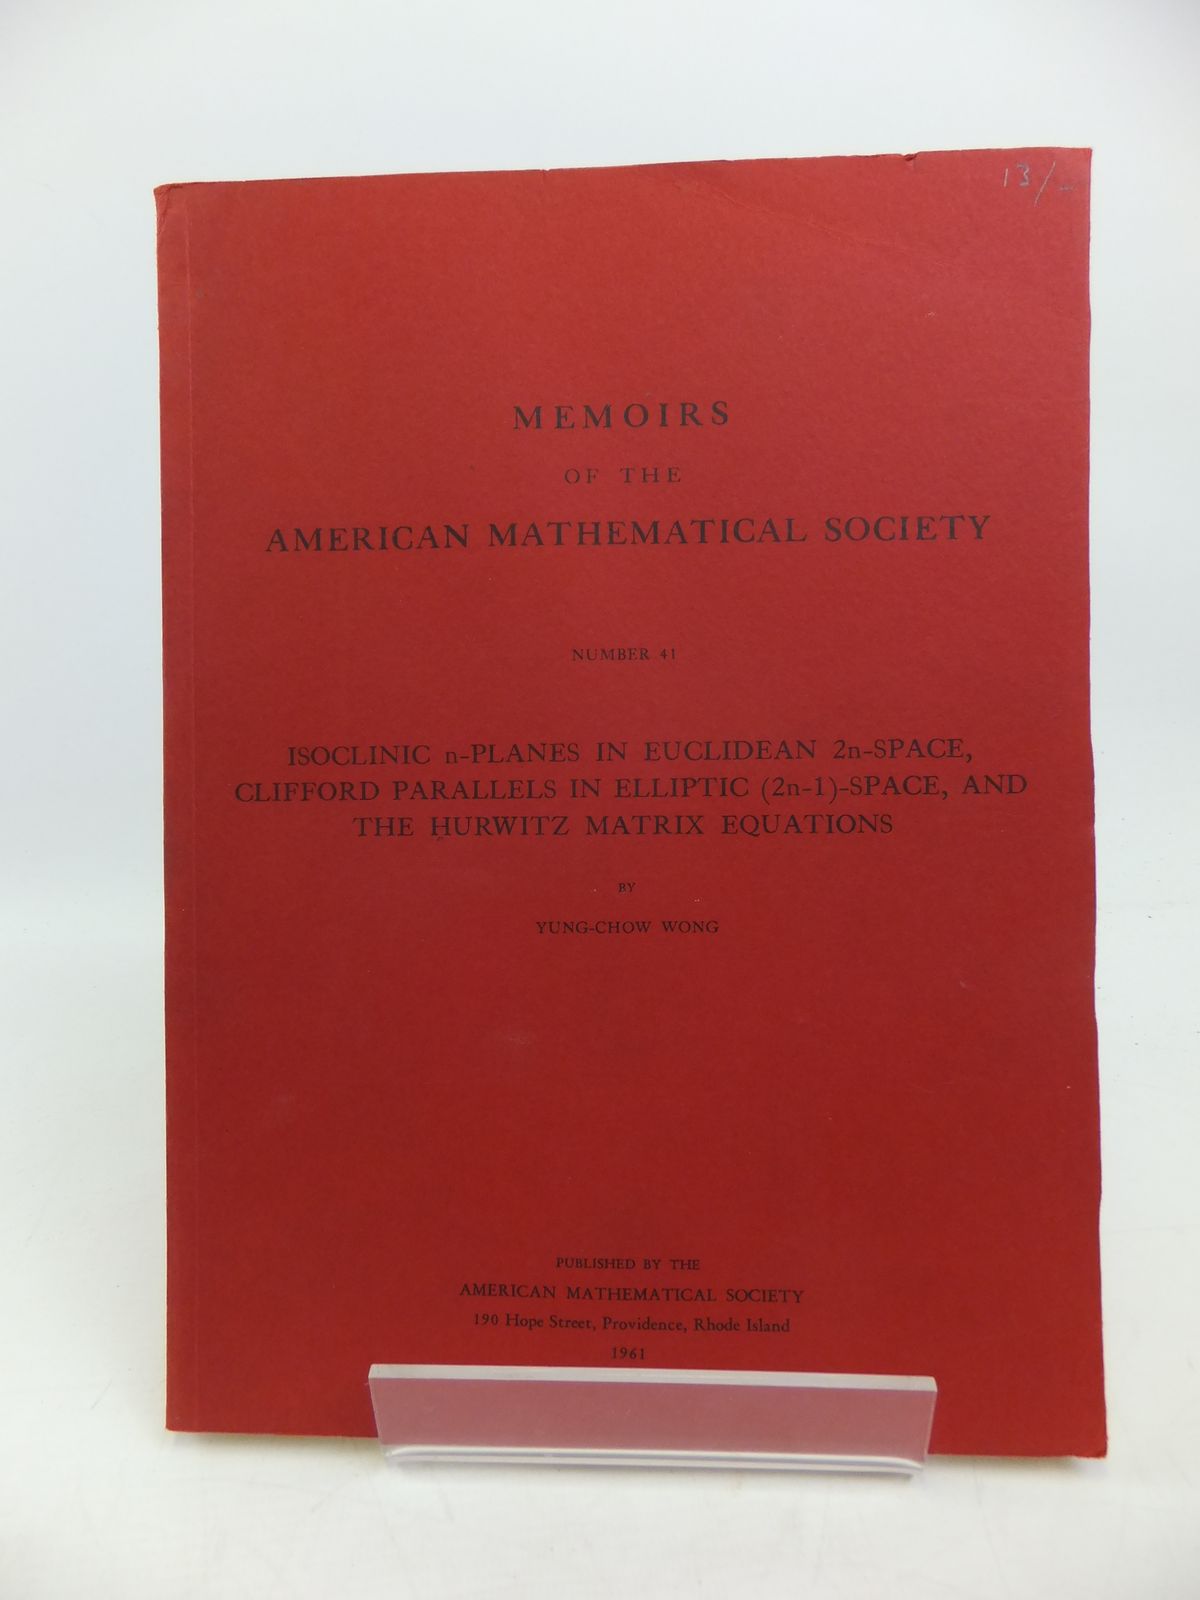 13/-
MEMOIRS
OF THE
AMERICAN MATHEMATICAL SOCIETY
NUMBER 41
ISOCLINIC n-PLANES IN EUCLIDEAN 2n-SPACE,
CLIFFORD PARALLELS IN ELLIPTIC (2n-1)-SPACE, AND
THE HURWITZ MATRIX EQUATIONS
BY
YUNG-CHOW WONG
PUBLISHED BY THE
AMERICAN MATHEMATICAL SOCIETY
190 Hope Street, Providence, Rhode Island
1961